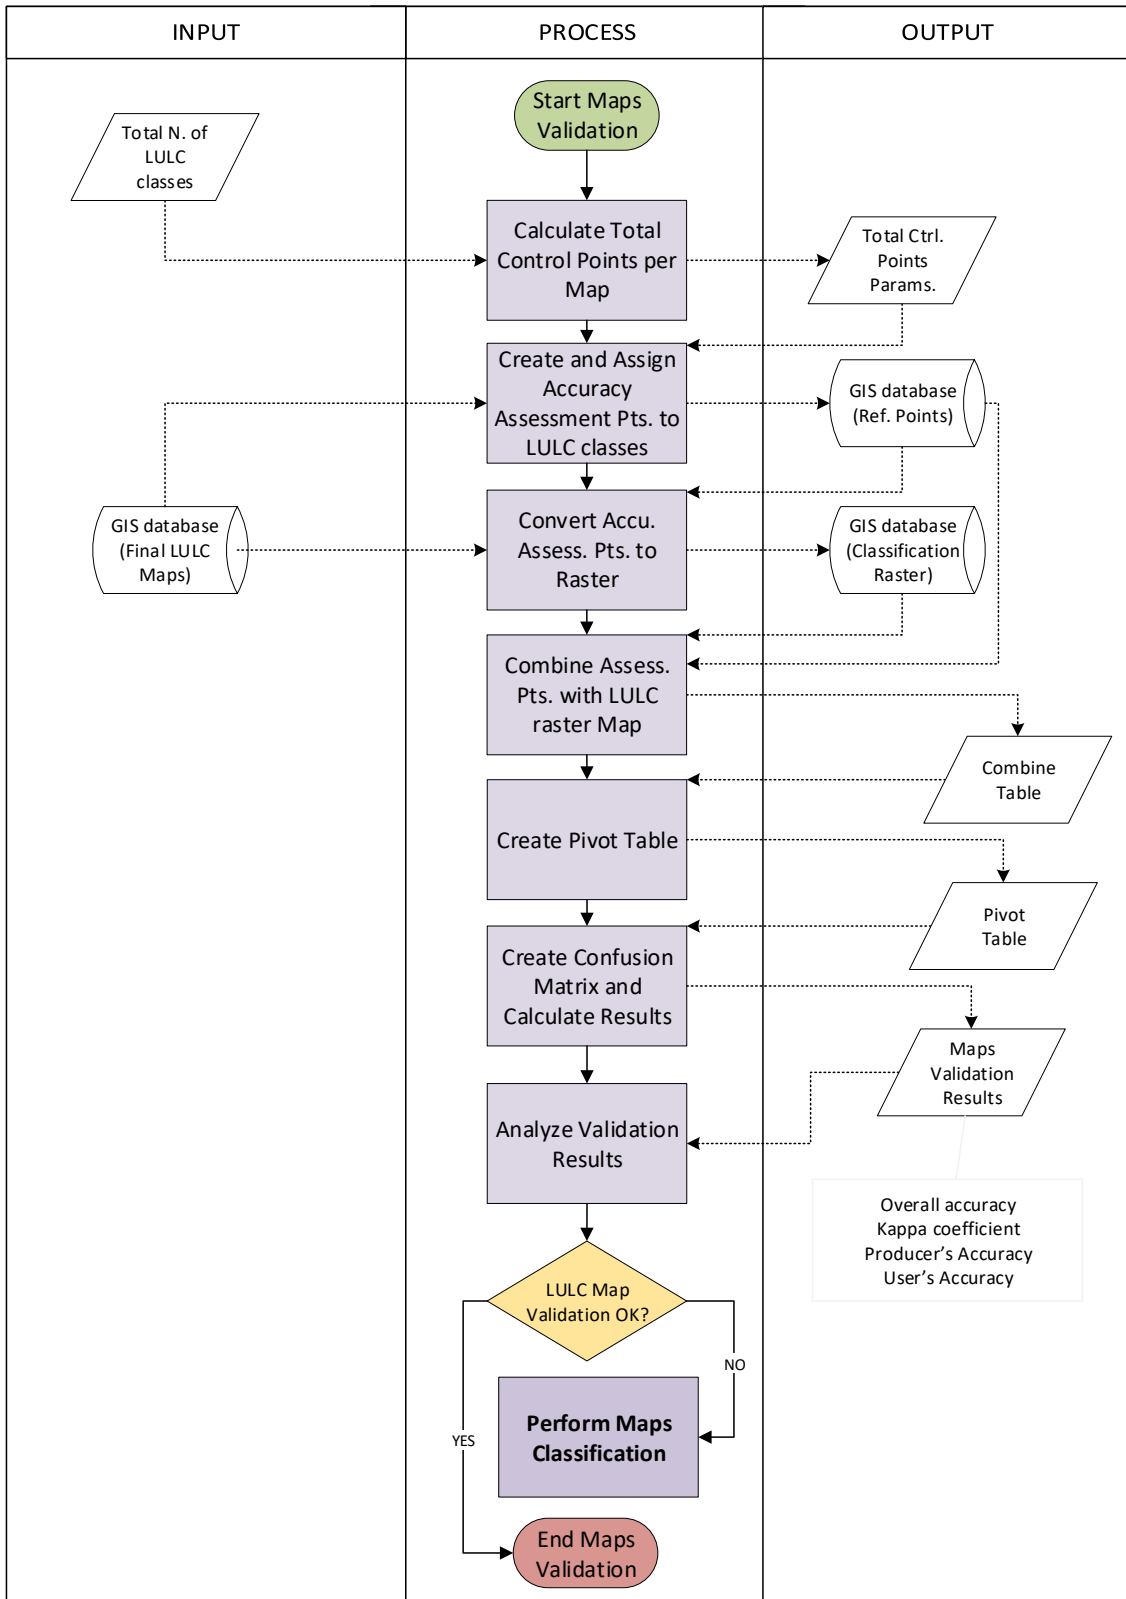 INPUT
PROCESS
OUTPUT
Start Maps
Validation
Total N. of
LULC
classes
Calculate Total
Control Points per
Map
Total Ctrl.
Points
Params.
Create and Assign
Accuracy
Assessment Pts. to
LULC classes
GIS database
(Ref. Points)
GIS database
(Final LULC
Maps)
Convert Accu.
Assess. Pts. to
Raster
GIS database
(Classification
Raster)
Combine Assess.
Pts. with LULC
raster Map
Combine
Table
Create Pivot Table
Pivot
Table
Create Confusion
Matrix and
Calculate Results
Maps
Validation
Results
Analyze Validation
Results
Overall accuracy
Kappa coefficient
Producer’s Accuracy
User’s Accuracy
LULC Map
Validation OK?
NO
Perform Maps
Classification
YES
End Maps
Validation